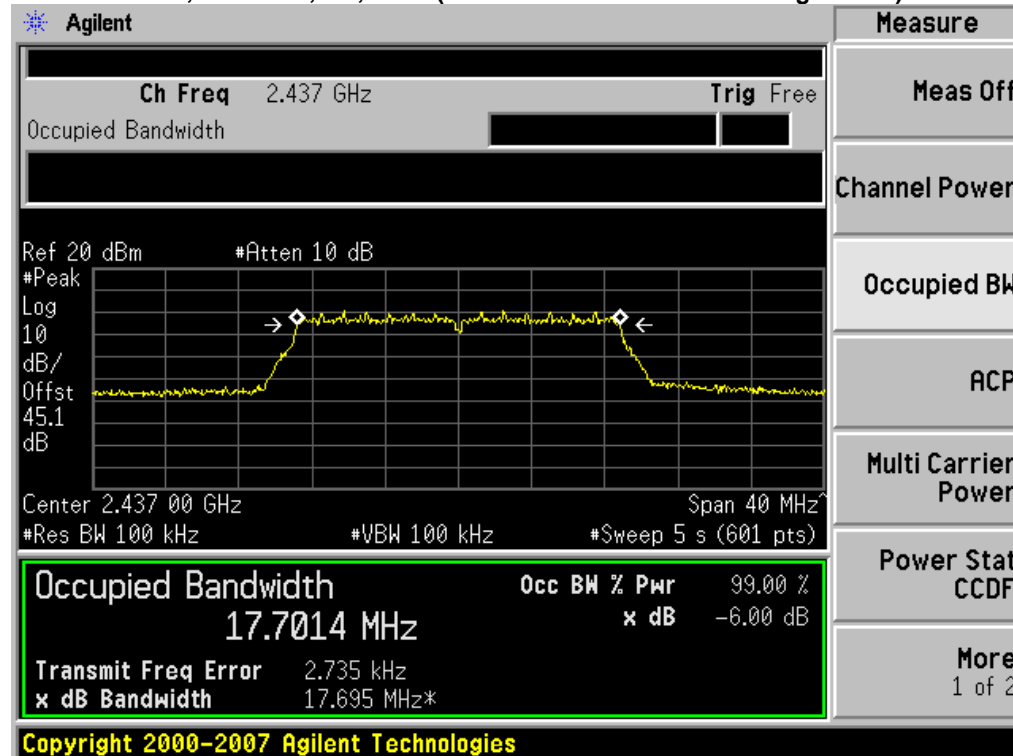 Agilent
Measure
Ch Freq 2.437 GHz
Trig Free
Occupied Bandwidth
Meas Off
Channel Power
Occupied BW
ACP
Multi Carrier
Power
Power Stat
CCDF
More
1 of 2
Ref 20 dBm #Atten 10 dB
#Peak
Log
10
dB/
Offst
45.1
dB
Center 2.437 00 GHz Span 40 MHz^
#Res BW 100 kHz #VBW 100 kHz #Sweep 5 s (601 pts)
Occupied Bandwidth
17.7014 MHz
Occ BW % Pwr 99.00 %
x dB -6.00 dB
Transmit Freq Error 2.735 kHz
x dB Bandwidth 17.695 MHz*
Copyright 2000-2007 Agilent Technologies